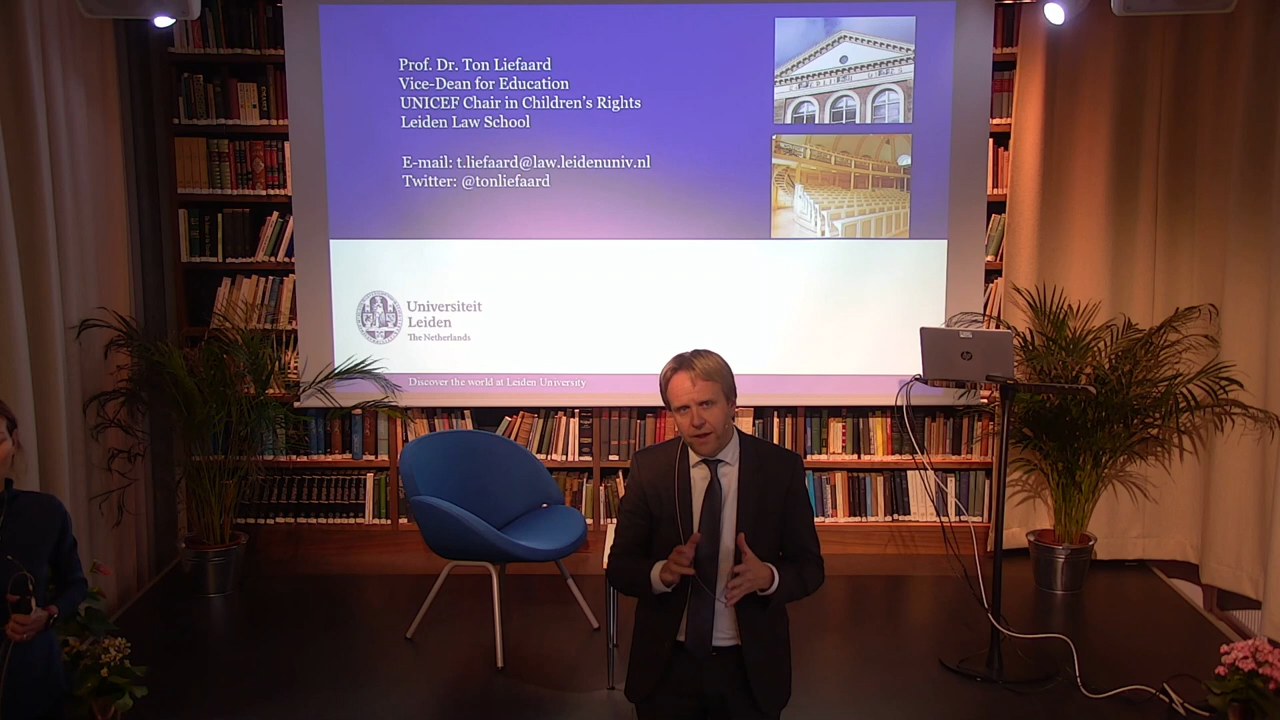 Prof. Dr. Ton Liefaard
Vice-Dean for Education
UNICEF Chair in Children's Rights
Leiden Law School
E-mail: t.liefaard@law.leidenuniv.nl
Twitter: @tonliefaard
Universiteit
Leiden
The Netherlands
Discover the world at Leiden University
hp